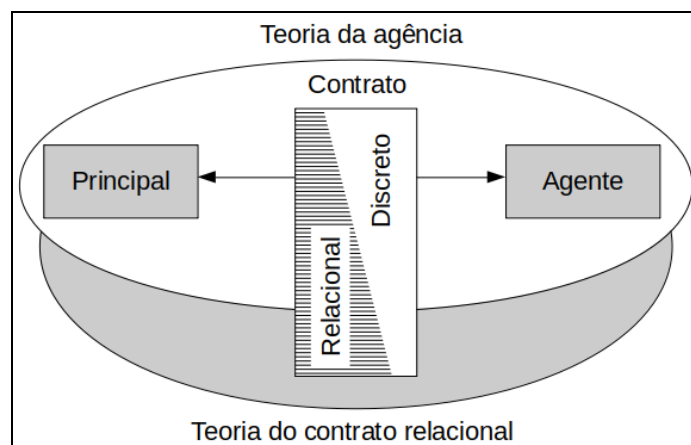 Teoria da agência
Contrato
Principal
Relacional
Discreto
Agente
Teoria do contrato relacional